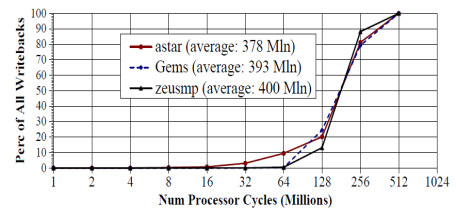 Perc of All Writebacks
100
90
80
70
60
50
40
30
20
10
0
astar (average: 378 Mln)
Gems (average: 393 Mln)
zeusmp (average: 400 Mln)
1 2 4 8 16 32 64 128 256 512 1024
Num Processor Cycles (Millions)